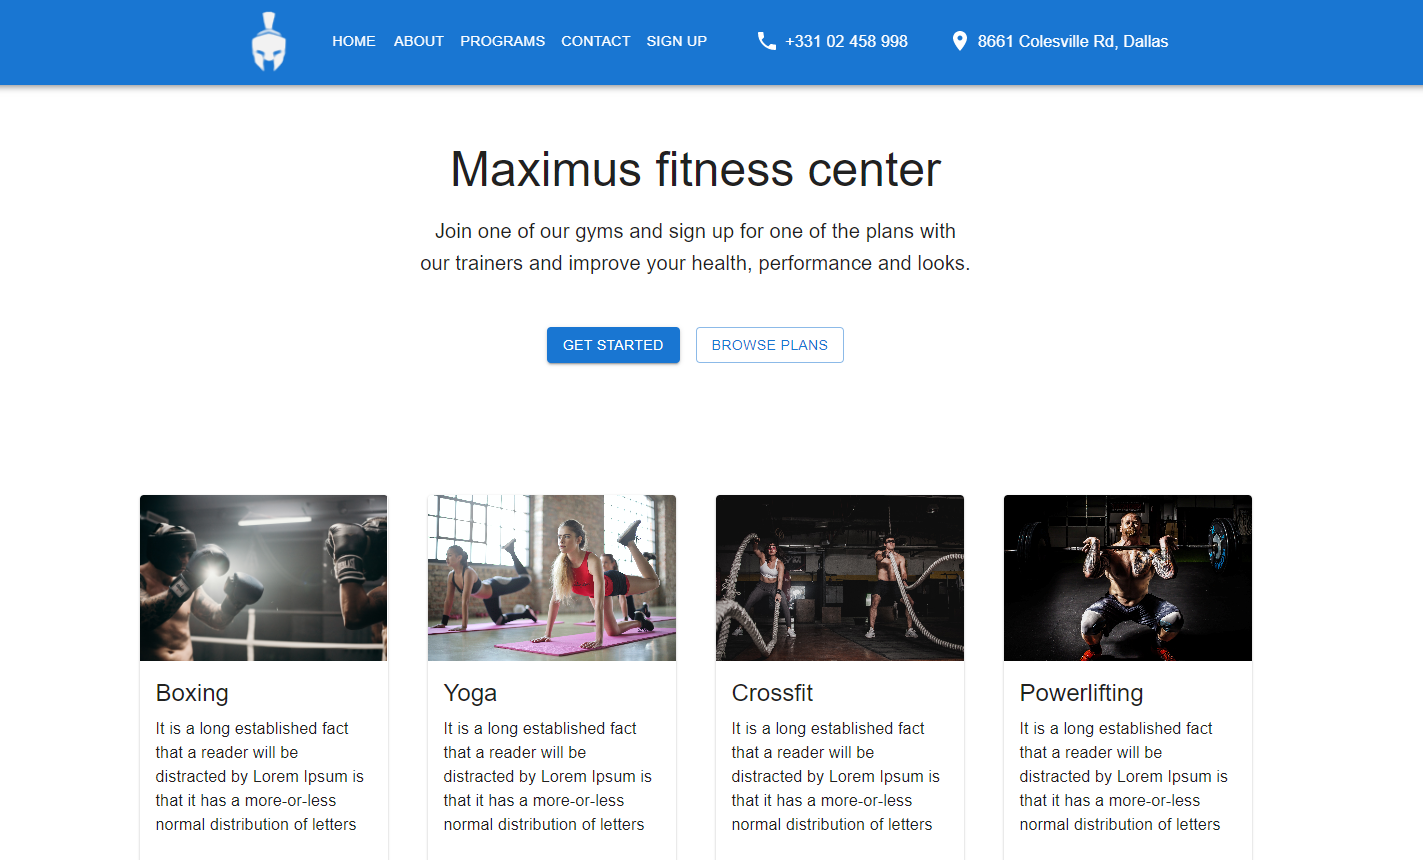 HOME ABOUT PROGRAMS CONTACT SIGN UP +331 02 458 998 8661 Colesville Rd, Dallas
Maximus fitness center
Join one of our gyms and sign up for one of the plans with
our trainers and improve your health, performance and looks.
GET STARTED BROWSE PLANS
Boxing
It is a long established fact
that a reader will be
distracted by Lorem Ipsum is
that it has a more-or-less
normal distribution of letters
Yoga
It is a long established fact
that a reader will be
distracted by Lorem Ipsum is
that it has a more-or-less
normal distribution of letters
Crossfit
It is a long established fact
that a reader will be
distracted by Lorem Ipsum is
that it has a more-or-less
normal distribution of letters
Powerlifting
It is a long established fact
that a reader will be
distracted by Lorem Ipsum is
that it has a more-or-less
normal distribution of letters